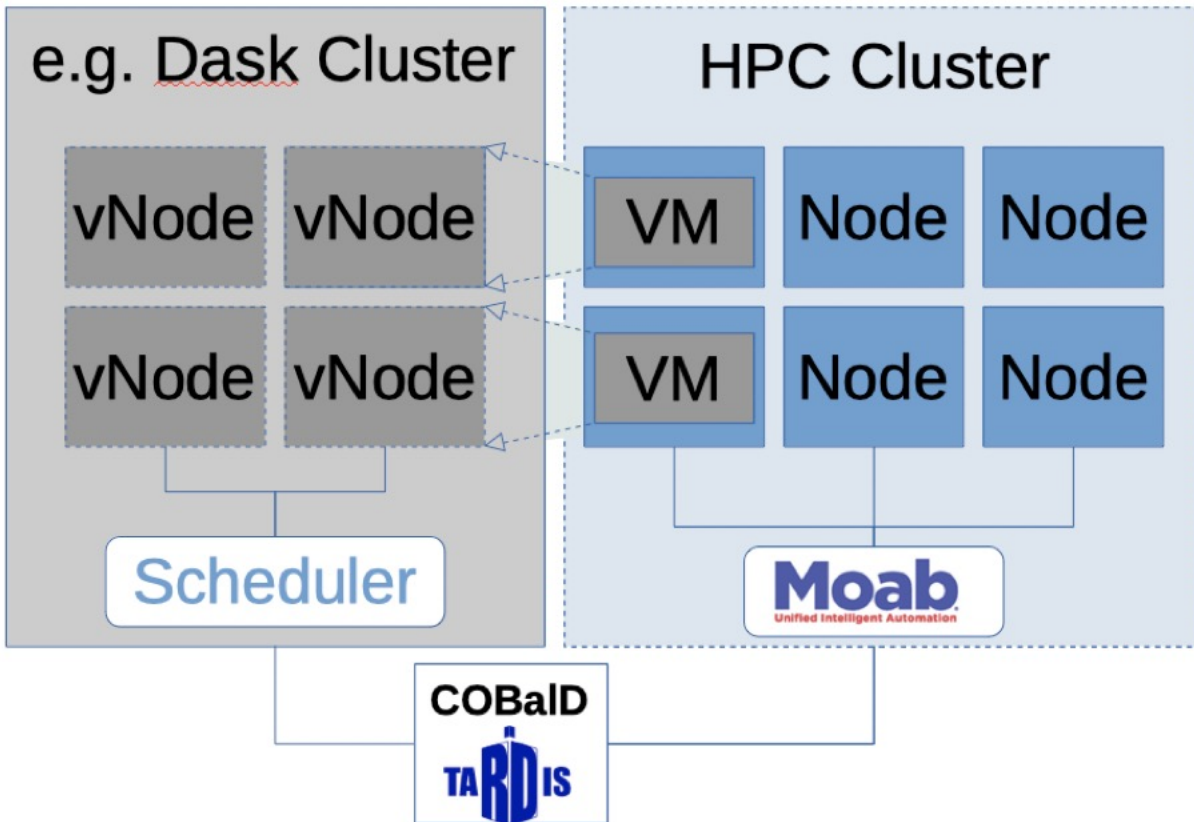 e.g. Dask Cluster
vNode
vNode
vNode
vNode
Scheduler
HPC Cluster
VM
Node
Node
VM
Node
Node
Moab
Unified Intelligent Automation
COBalD
TARDIS